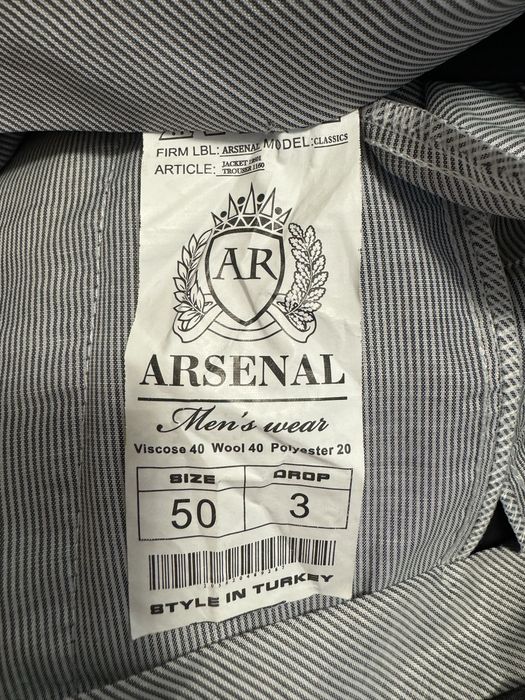 FIRM LBL: ARSENAL MODEL: CLASSICS
ARTICLE: JACKET
TROUSER 1160
AR
ARSENAL
Men's wear
Viscose 40 Wool 40 Polyester 20
SIZE DROP
50 3
STYLE IN TURKEY